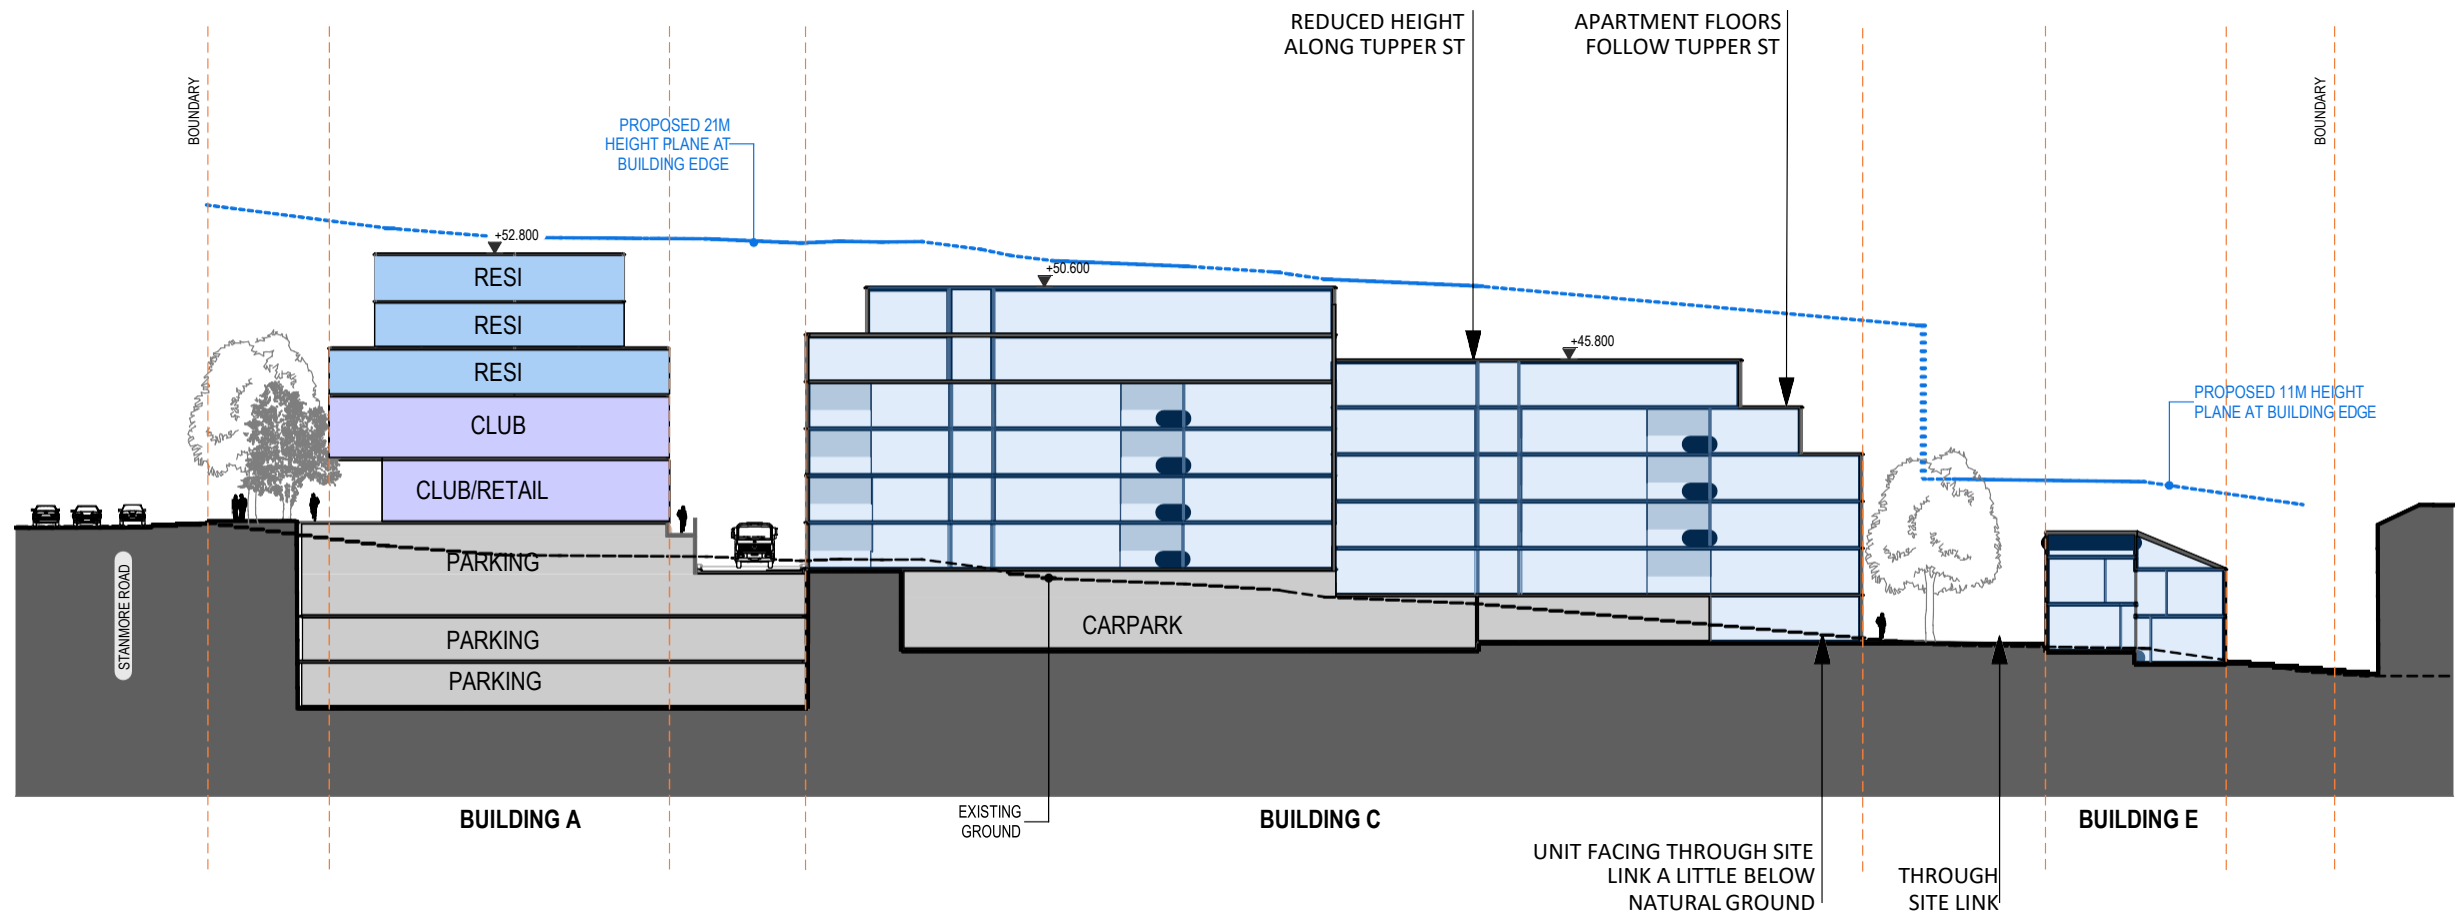 REDUCED HEIGHT
ALONG TUPPER ST
APARTMENT FLOORS
FOLLOW TUPPER ST
BOUNDARY
BOUNDARY
PROPOSED 21M
HEIGHT PLANE AT
BUILDING EDGE
+52.800
+50.600
+45.800
RESI
RESI
RESI
CLUB
CLUB/RETAIL
PROPOSED 11M HEIGHT
PLANE AT BUILDING EDGE
STANMORE ROAD
PARKING
PARKING
PARKING
CARPARK
BUILDING A
EXISTING
GROUND
BUILDING C
BUILDING E
UNIT FACING THROUGH SITE
LINK A LITTLE BELOW
NATURAL GROUND
THROUGH
SITE LINK